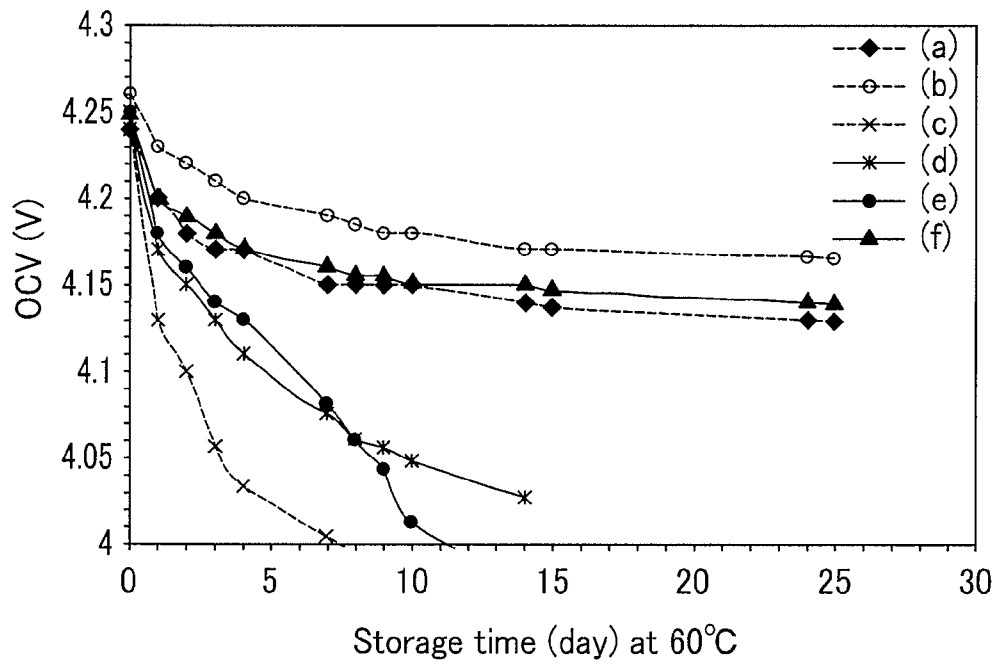 4.3
4.25
4.2
4.15
4.1
4.05
4
OCV (V)
0 5 10 15 20 25 30
Storage time (day) at 60°C
(a)
(b)
(c)
(d)
(e)
(f)